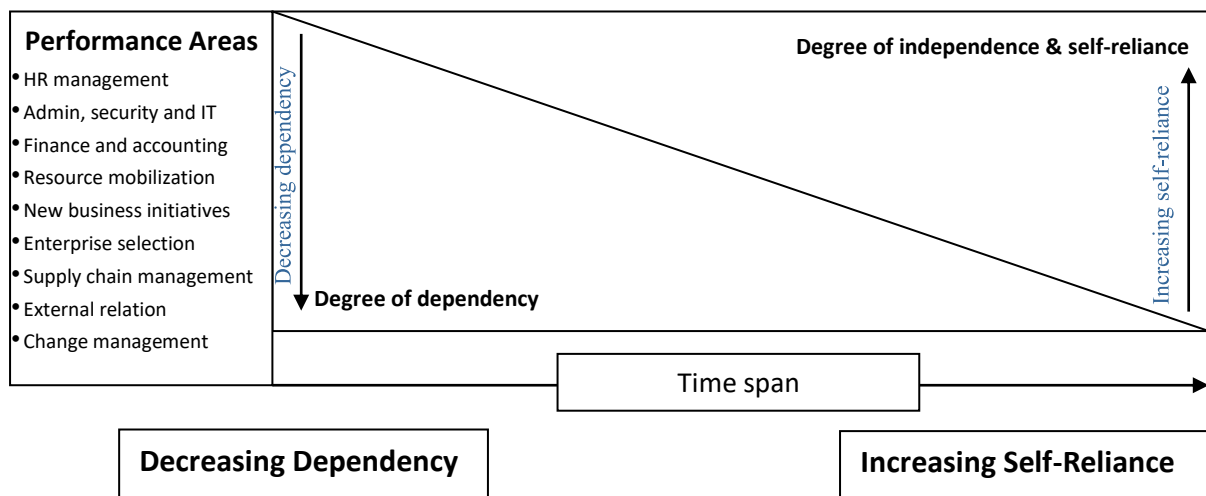 Performance Areas
• HR management
• Admin, security and IT
• Finance and accounting
• Resource mobilization
• New business initiatives
• Enterprise selection
• Supply chain management
• External relation
• Change management
Decreasing dependency
Degree of dependency
Degree of independence & self-reliance
Increasing self-reliance
Time span
Decreasing Dependency
Increasing Self-Reliance